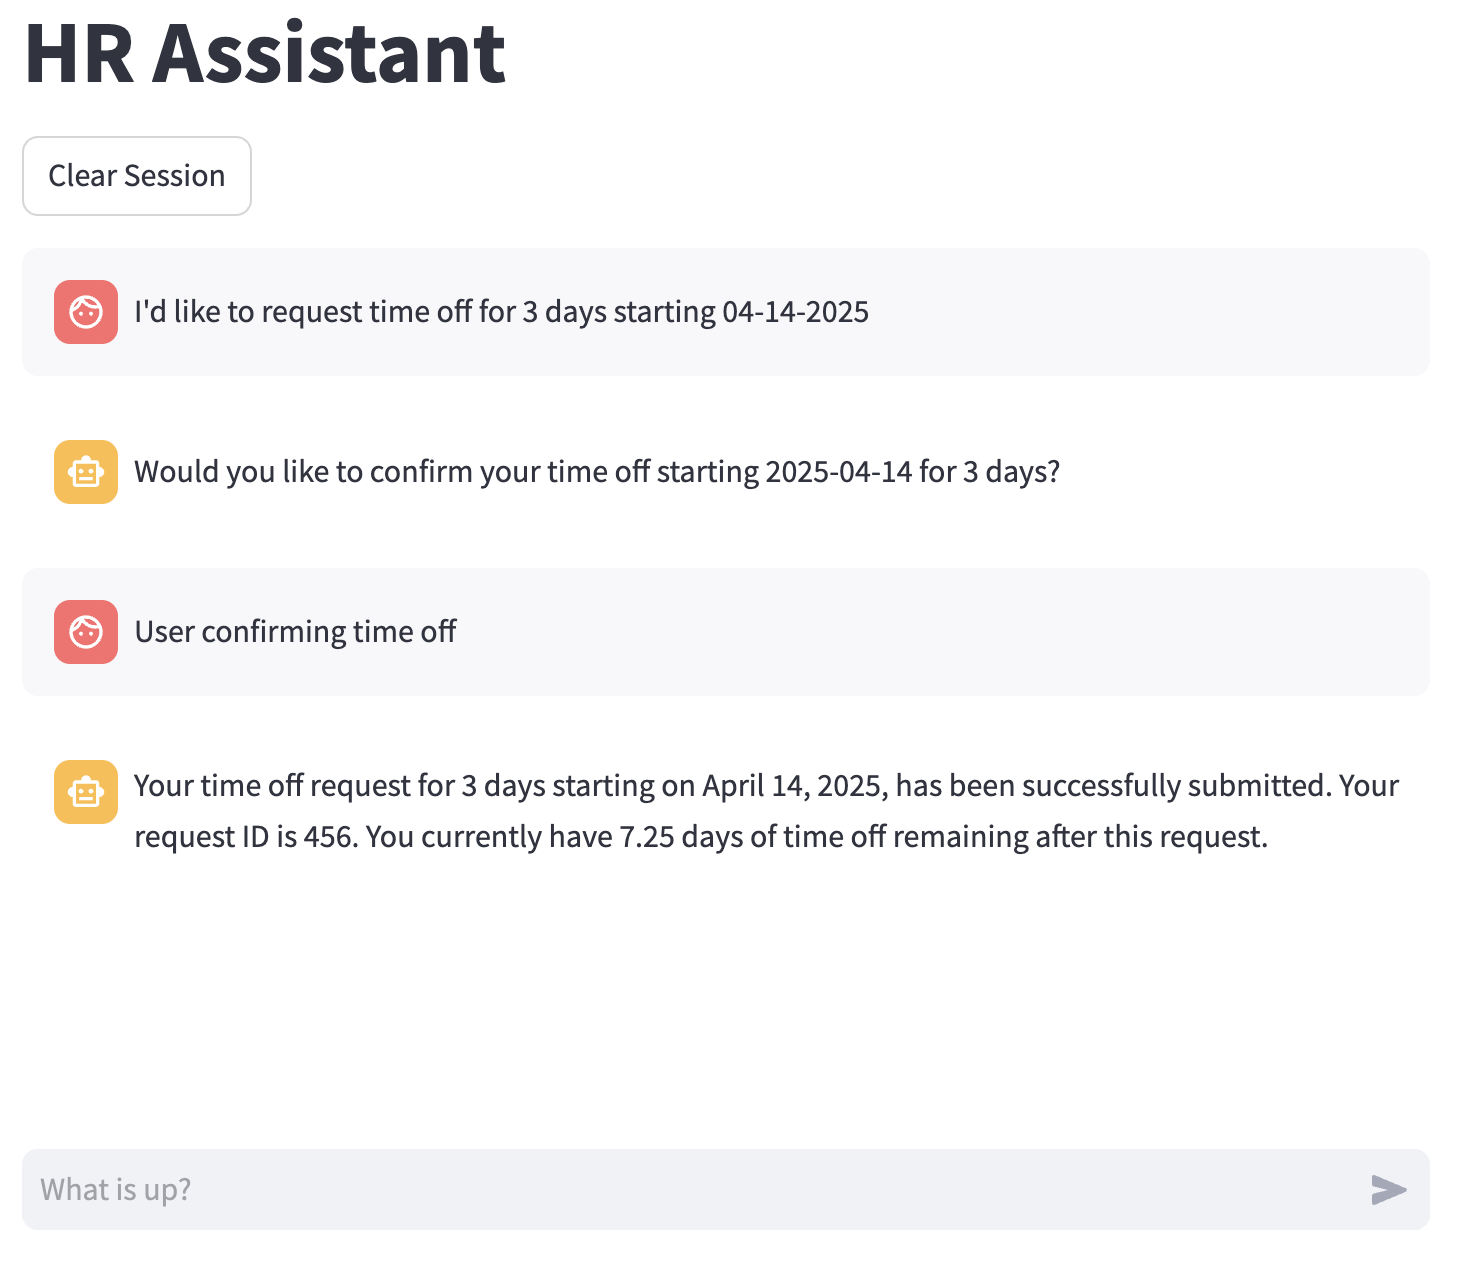 HR Assistant
Clear Session
I'd like to request time off for 3 days starting 04-14-2025
Would you like to confirm your time off starting 2025-04-14 for 3 days?
User confirming time off
Your time off request for 3 days starting on April 14, 2025, has been successfully submitted. Your
request ID is 456. You currently have 7.25 days of time off remaining after this request.
What is up?